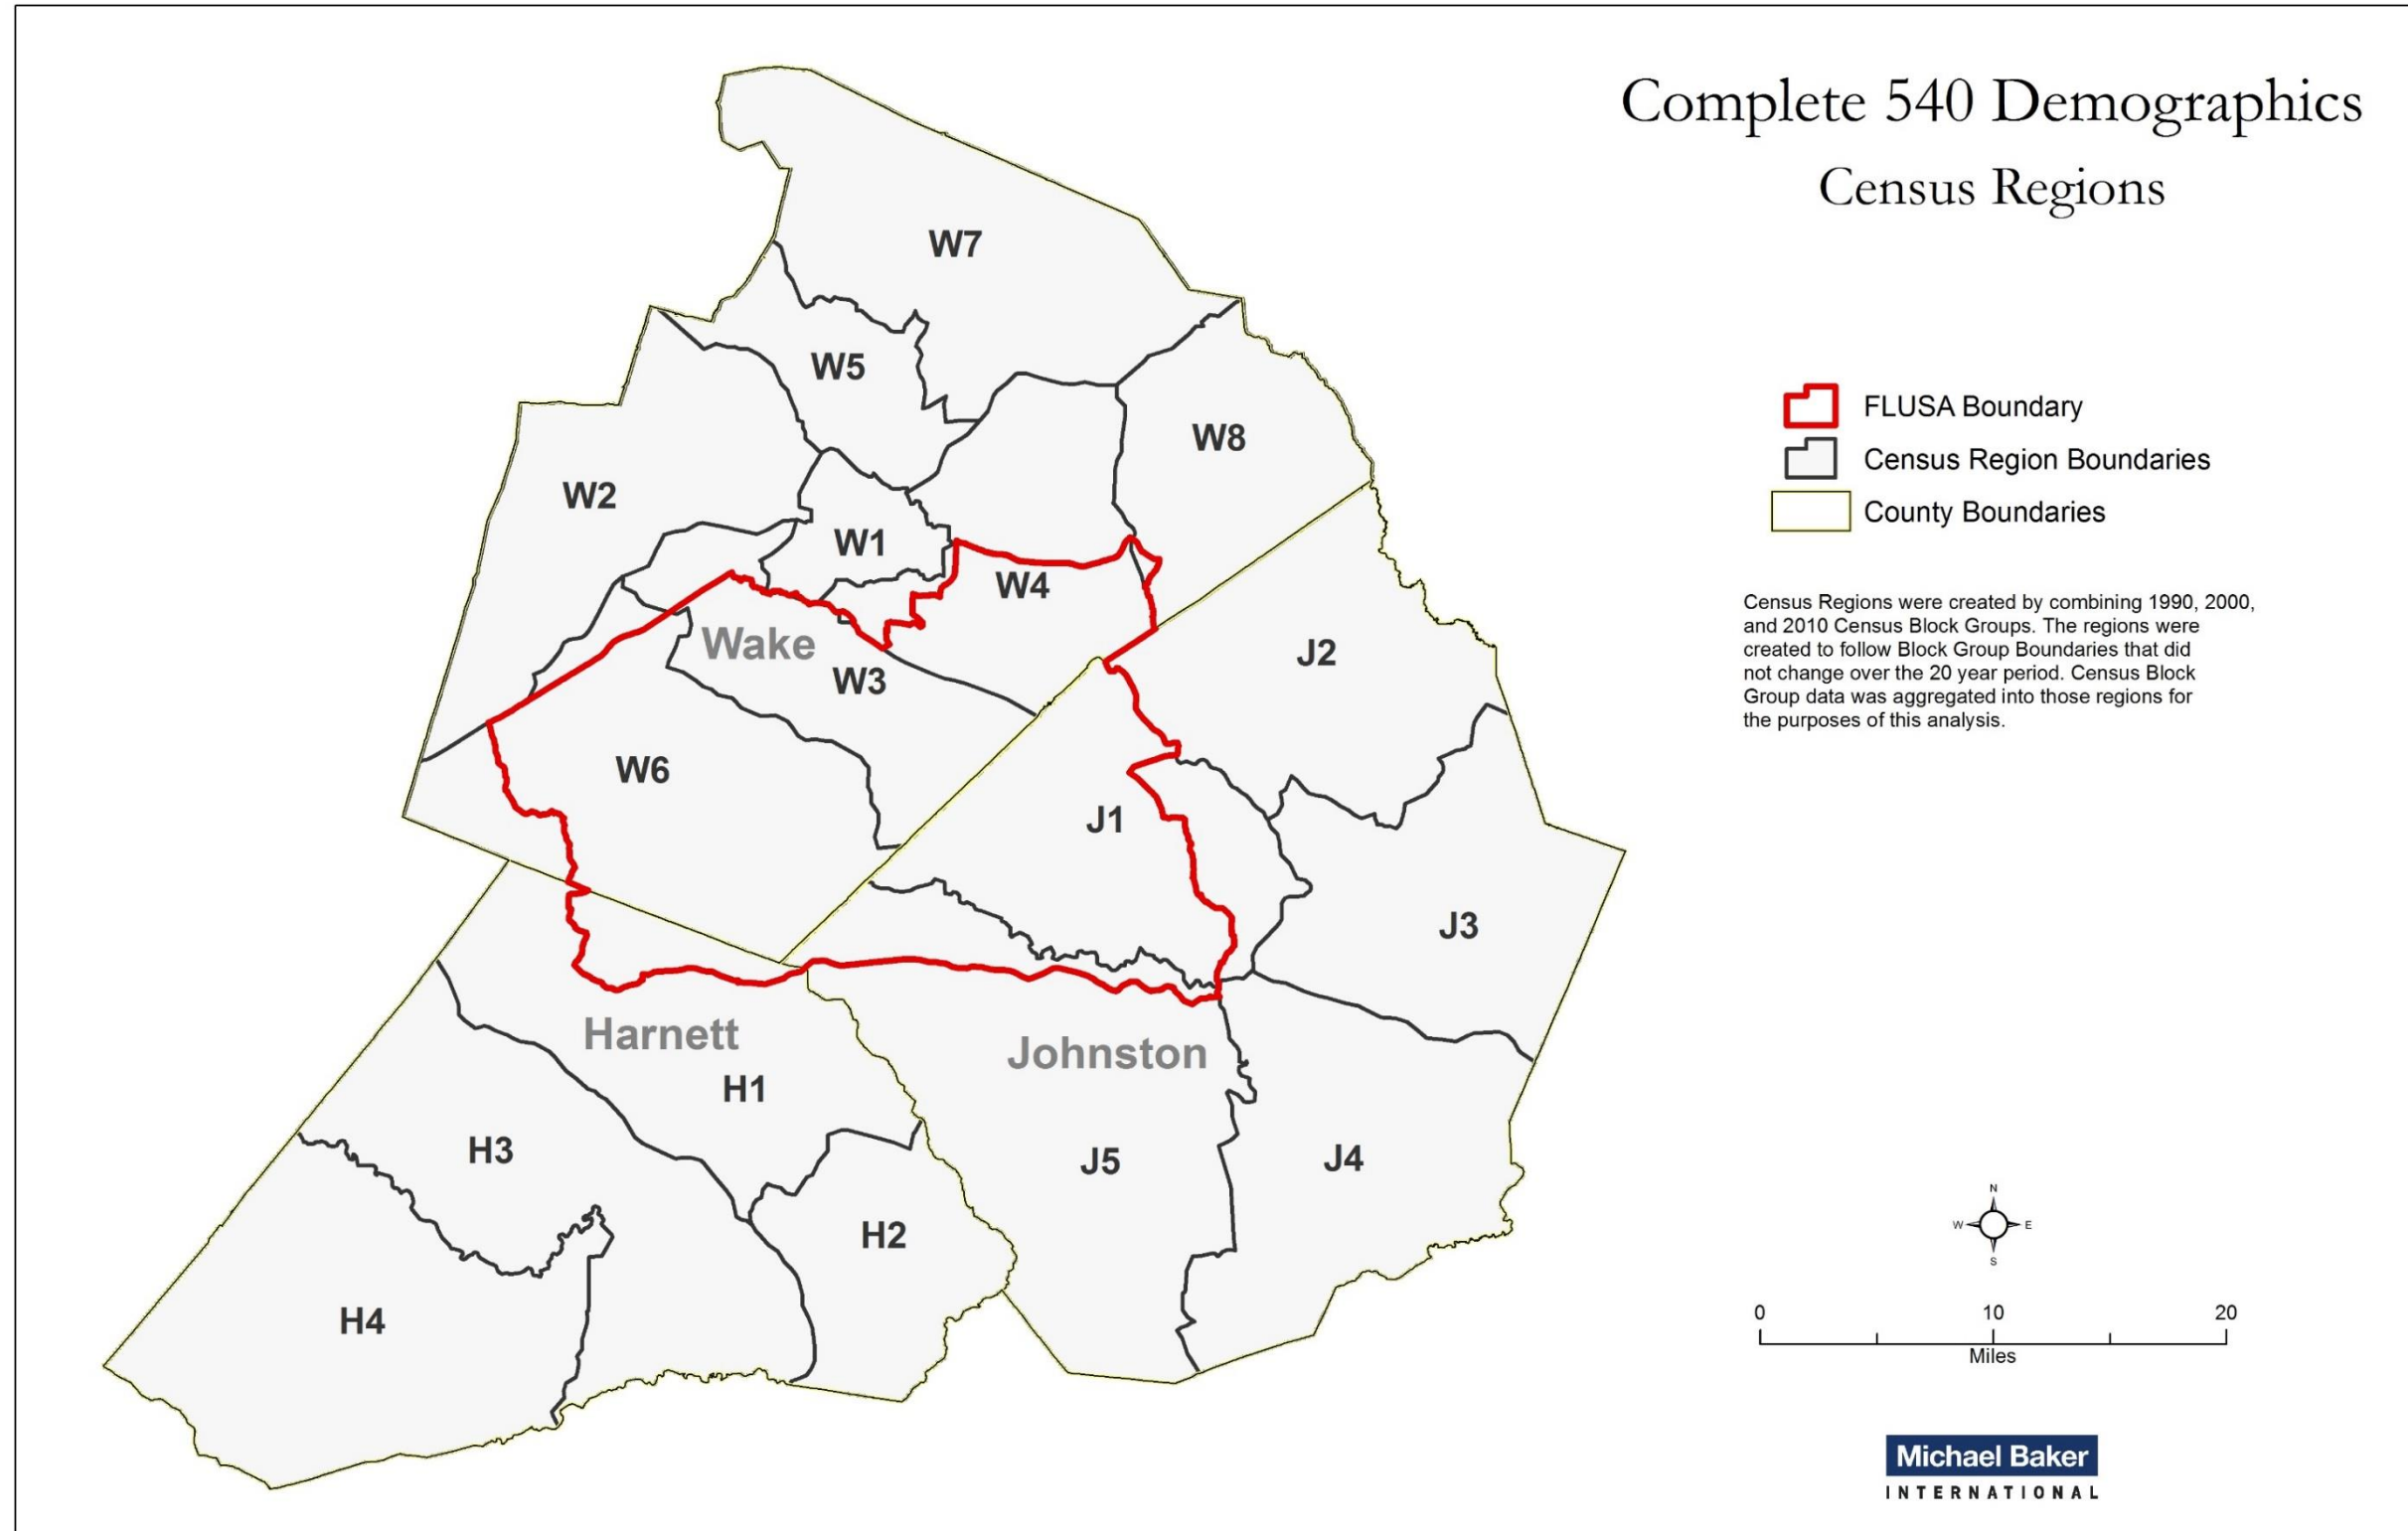 Complete 540 Demographics
Census Regions
W7
W5
W8
W2
W1
W4
Wake
W3
J2
W6
J1
J3
Harnett
Johnston
H1
H3
J5
J4
H2
H4
FLUSA Boundary
Census Region Boundaries
County Boundaries
Census Regions were created by combining 1990, 2000,
and 2010 Census Block Groups. The regions were
created to follow Block Group Boundaries that did
not change over the 20 year period. Census Block
Group data was aggregated into those regions for
the purposes of this analysis.
N
W E
S
0 10 20
Miles
Michael Baker
INTERNATIONAL